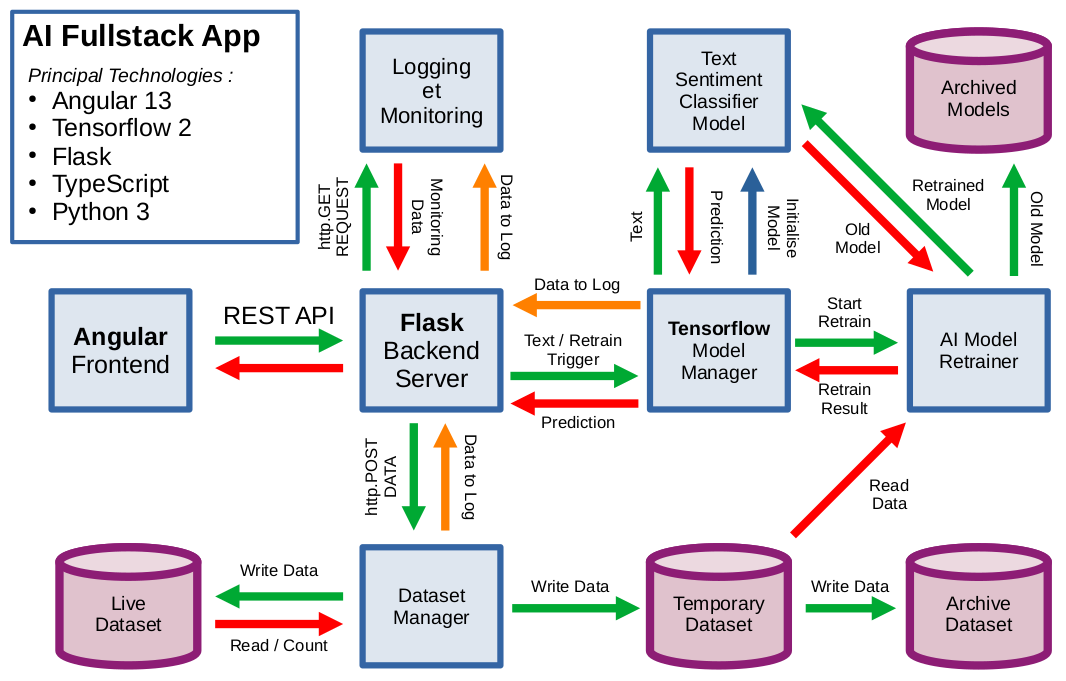 AI Fullstack App
Principal Technologies :
• Angular 13
• Tensorflow 2
• Flask
• TypeScript
• Python 3
Logging
et
Monitoring
Text
Sentiment
Classifier
Model
Archived
Models
http.GET
REQUEST
Monitoring
Data
Data to Log
Text
Prediction
Initialise
Model
Retrained
Model
Old
Model
Old Model
Angular
Frontend
REST API
Flask
Backend
Server
Data to Log
Text / Retrain
Trigger
Prediction
Tensorflow
Model
Manager
Start
Retrain
Retrain
Result
AI Model
Retrainer
http.POST
DATA
Data to Log
Read
Data
Live
Dataset
Write Data
Read / Count
Dataset
Manager
Write Data
Temporary
Dataset
Write Data
Archive
Dataset